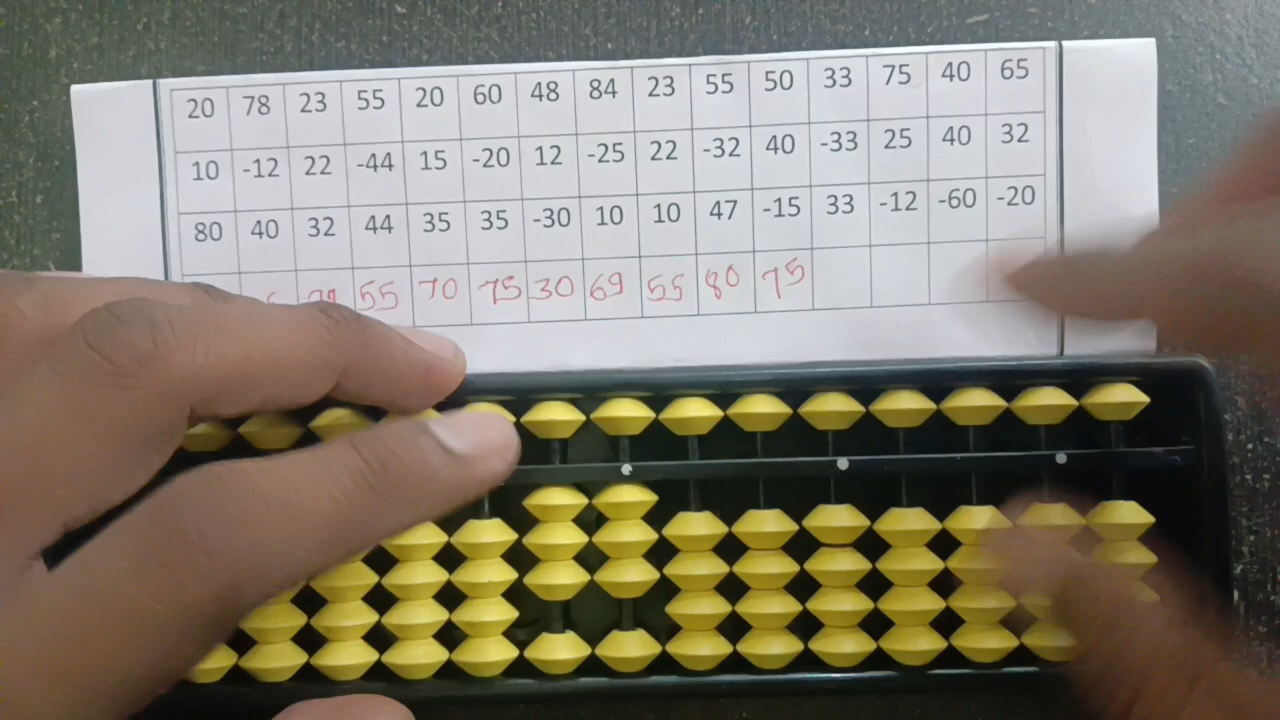 20 78 23 55 20 60 48 84 23 55 50 33 75 40 65
10 -12 22 -44 15 -20 12 -25 22 -32 40 -33 25 40 32
80 40 32 44 35 35 -30 10 10 47 -15 33 -12 -60 -20
55 70 75 30 69 55 80 75